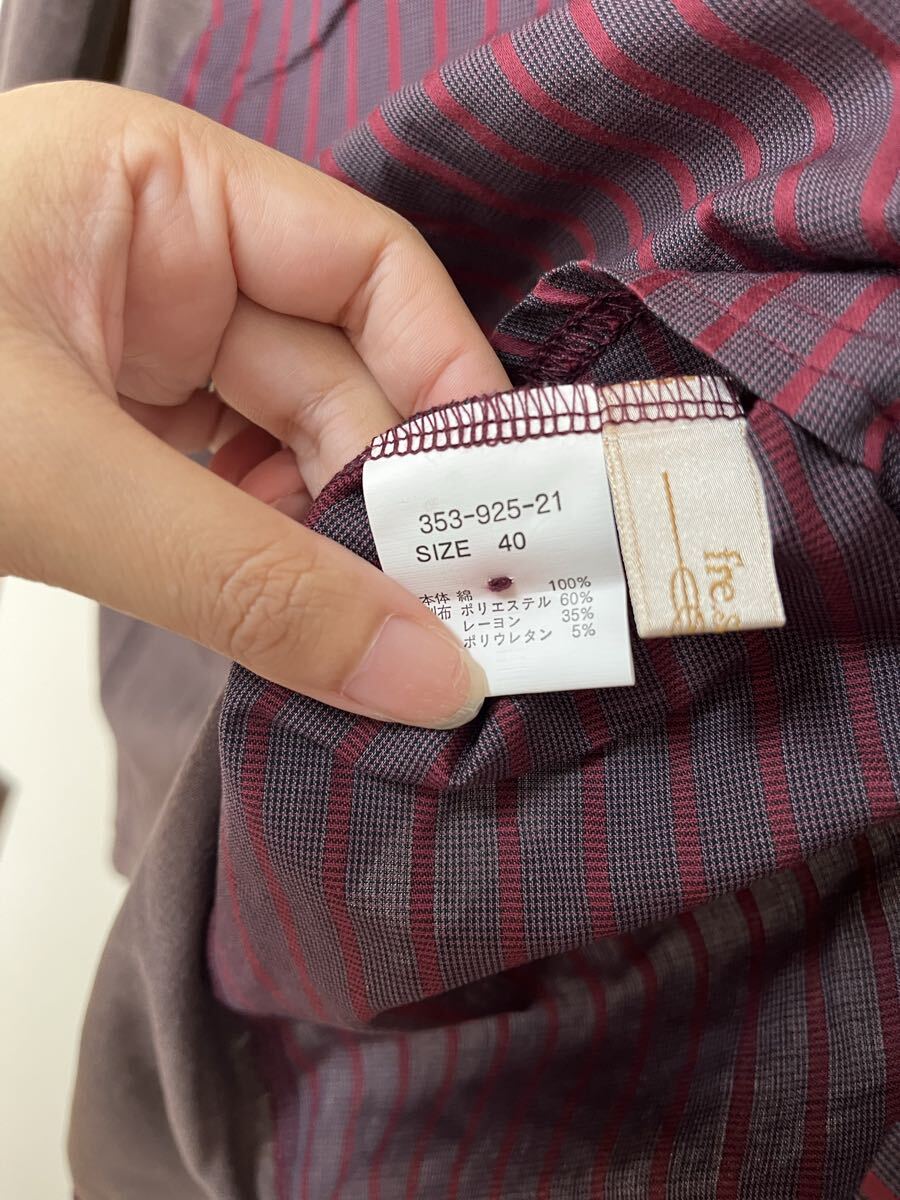 353-925-21
SIZE 40
本体 綿 100%
布 ポリエステル 60%
レーヨン 35%
ポリウレタン 5%
fre.s